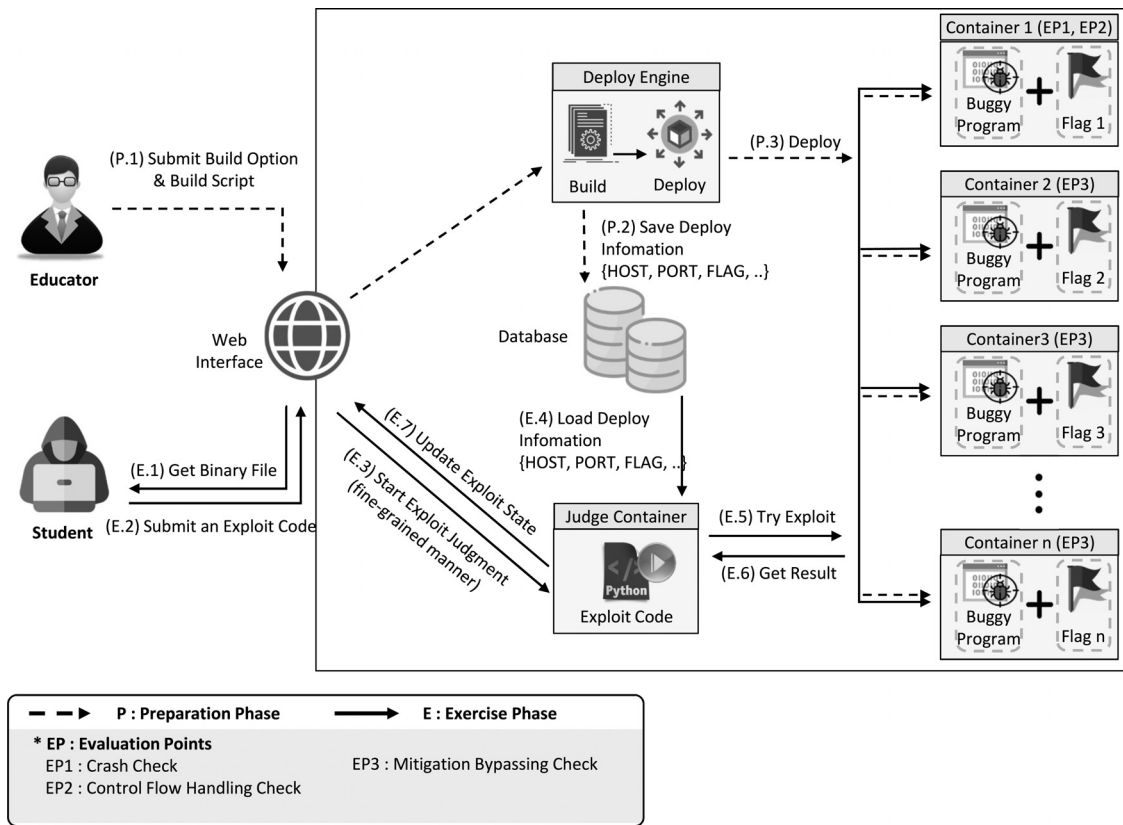 Container 1 (EP1, EP2)
Buggy
Program
Flag 1
Deploy Engine
Build
Deploy
(P.1) Submit Build Option
& Build Script
Educator
(P.3) Deploy
Container 2 (EP3)
Buggy
Program
Flag 2
(P.2) Save Deploy
Infomation
{HOST, PORT, FLAG, ..}
Database
Web
Interface
Container3 (EP3)
Buggy
Program
Flag 3
(E.4) Load Deploy
Infomation
{HOST, PORT, FLAG, ..}
(E.7) Update Exploit State
(E.3) Start Exploit Judgment
(fine-grained manner)
(E.1) Get Binary File
(E.2) Submit an Exploit Code
Student
Judge Container
</>
Python
Exploit Code
(E.5) Try Exploit
(E.6) Get Result
Container n (EP3)
Buggy
Program
Flag n
P : Preparation Phase
E : Exercise Phase
* EP : Evaluation Points
EP1 : Crash Check
EP3 : Mitigation Bypassing Check
EP2 : Control Flow Handling Check